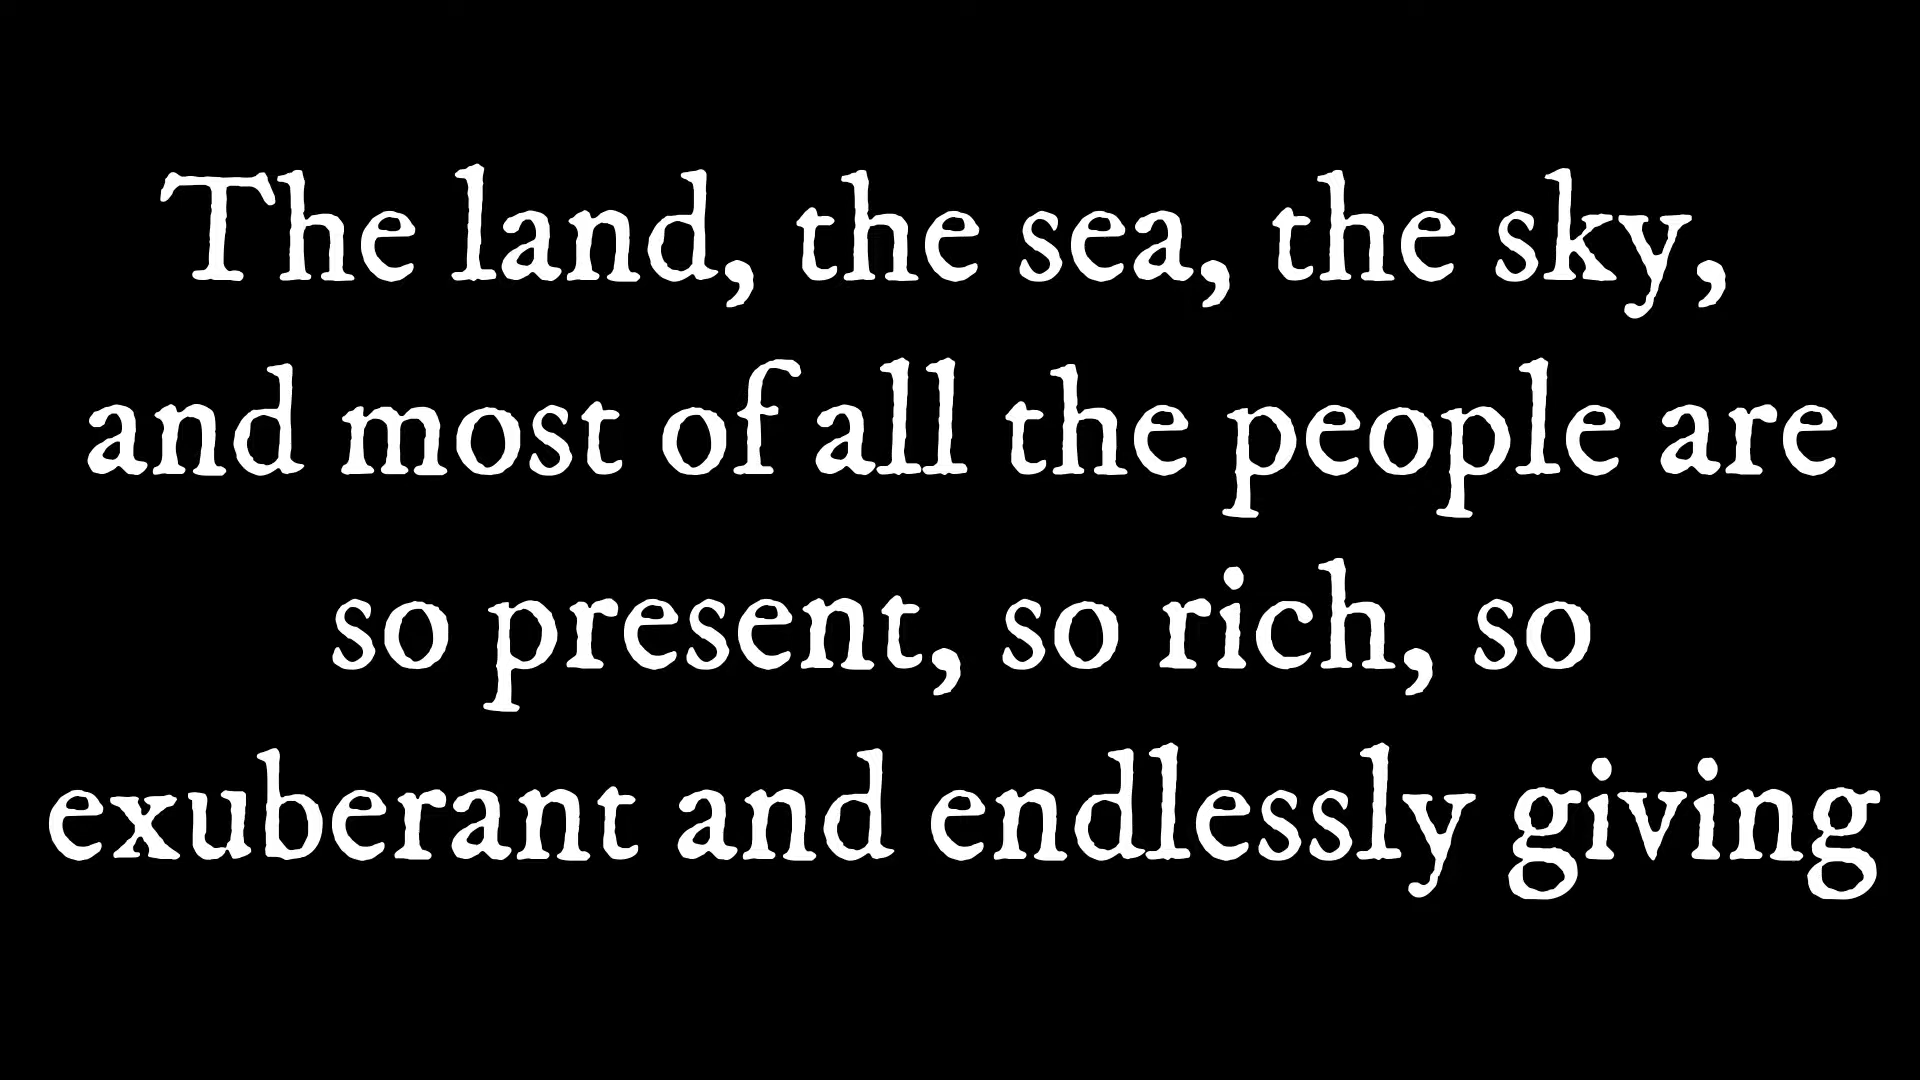 The land, the sea, the sky,
and most of all the people are
so present, so rich, so
exuberant and endlessly giving